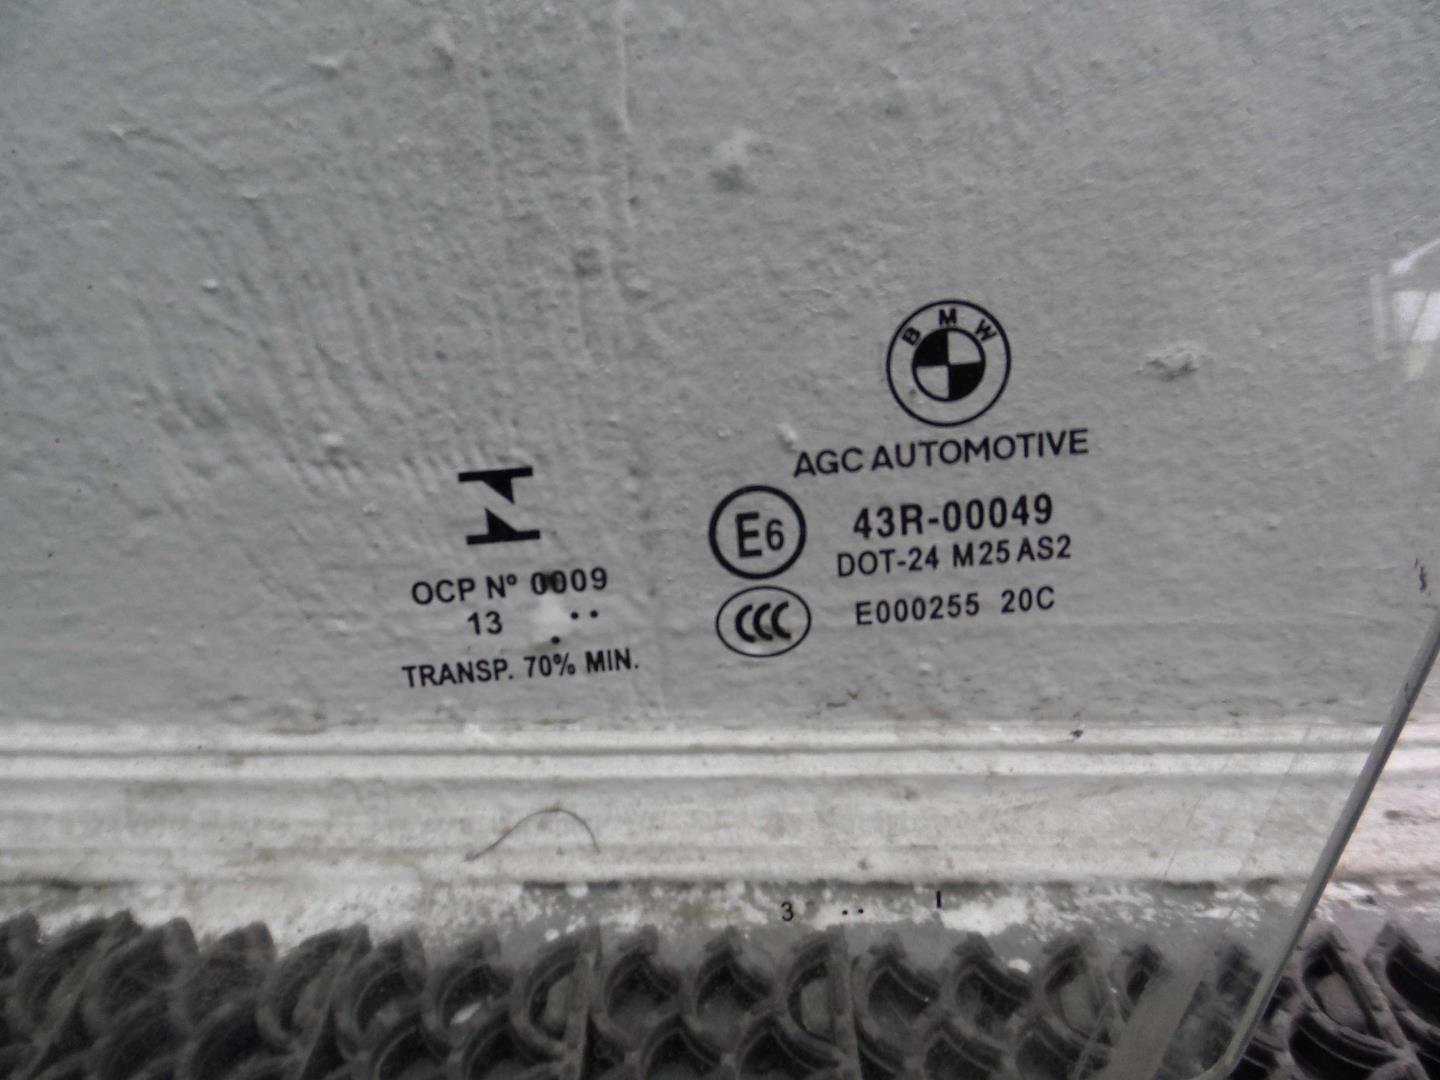 BMW
AGC AUTOMOTIVE
E6 43R-00049
DOT-24 M25 AS2
CCC E000255 20C
OCP Nº 0009
13 ..
.
TRANSP. 70% MIN.
3 .. I